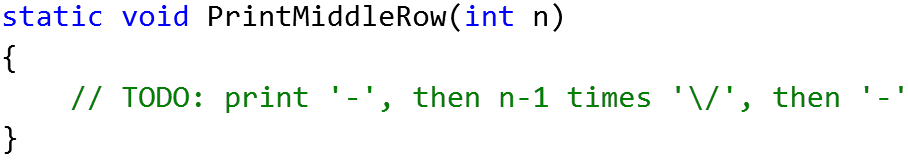 static void PrintMiddleRow(int n)
{
    // TODO: print '-', then n-1 times '\/', then '-'
}